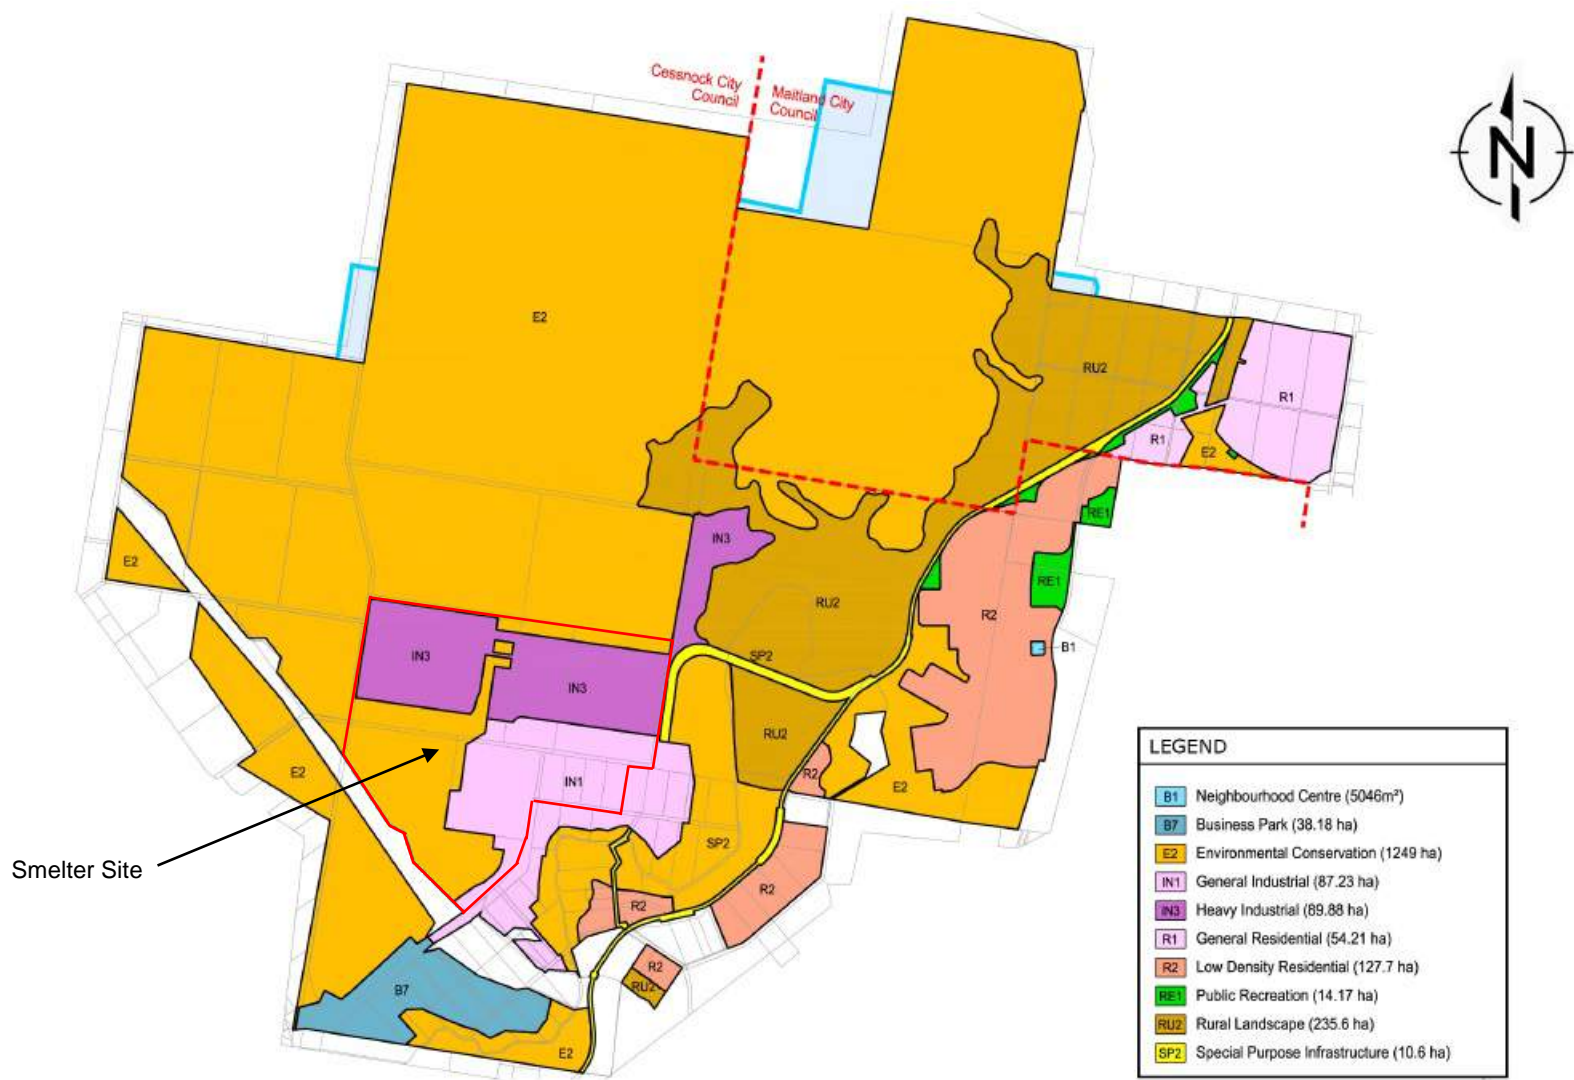 Cessnock City
Council
Maitland City
Council
N
E2
RU2
R1
R1
E2
RE1
IN3
E2
RE1
RU2
R2
B1
SP2
IN3
IN3
RU2
E2
R2
E2
IN1
SP2
Smelter Site
R2
R2
R2
RU2
B7
E2
LEGEND
B1 Neighbourhood Centre (5046m²)
B7 Business Park (38.18 ha)
E2 Environmental Conservation (1249 ha)
IN1 General Industrial (87.23 ha)
IN3 Heavy Industrial (89.88 ha)
R1 General Residential (54.21 ha)
R2 Low Density Residential (127.7 ha)
RE1 Public Recreation (14.17 ha)
RU2 Rural Landscape (235.6 ha)
SP2 Special Purpose Infrastructure (10.6 ha)